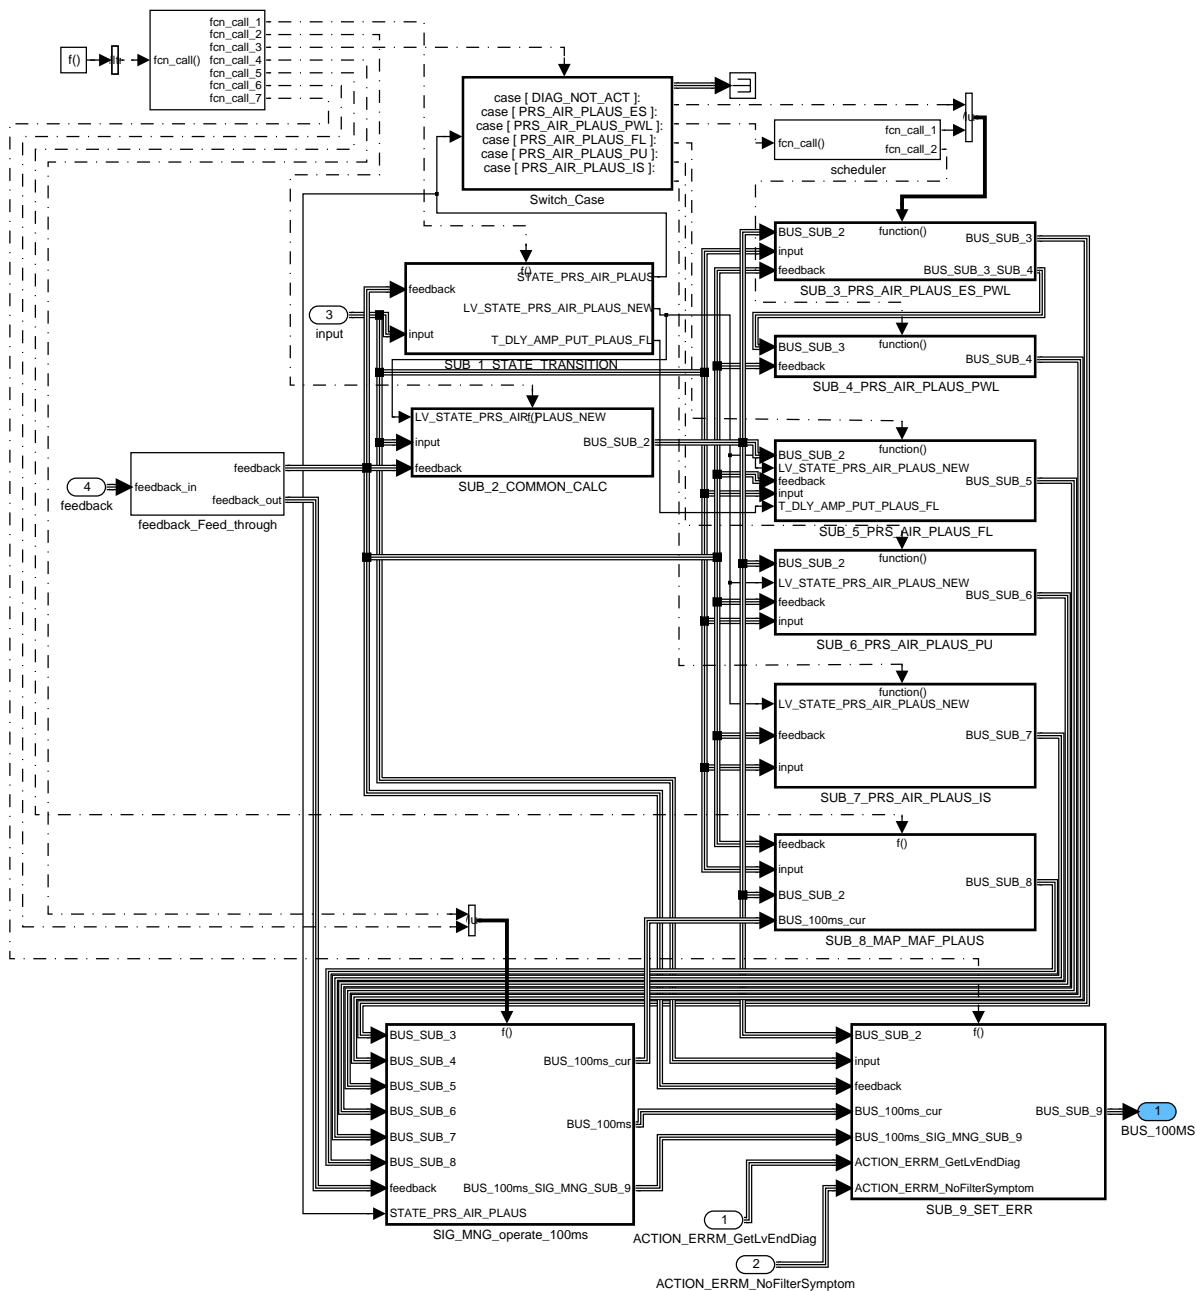 fcn_call_1
fcn_call_2
fcn_call_3
fcn_call_4
fcn_call_5
fcn_call_6
fcn_call_7
f()
fcn_call()
case [ DIAG_NOT_ACT ]:
case [ PRS_AIR_PLAUS_ES ]:
case [ PRS_AIR_PLAUS_PWL ]:
case [ PRS_AIR_PLAUS_FL ]:
case [ PRS_AIR_PLAUS_PU ]:
case [ PRS_AIR_PLAUS_IS ]:
Switch_Case
fcn_call()
fcn_call_1
fcn_call_2
scheduler
function()
BUS_SUB_2
input
feedback
BUS_SUB_3
BUS_SUB_3_SUB_4
SUB_3_PRS_AIR_PLAUS_ES_PWL
f()
feedback
input
STATE_PRS_AIR_PLAUS
LV_STATE_PRS_AIR_PLAUS_NEW
T_DLY_AMP_PUT_PLAUS_FL
SUB_1_STATE_TRANSITION
3
input
function()
BUS_SUB_3
feedback
BUS_SUB_4
SUB_4_PRS_AIR_PLAUS_PWL
f()
LV_STATE_PRS_AIR_PLAUS_NEW
input
feedback
BUS_SUB_2
SUB_2_COMMON_CALC
function()
BUS_SUB_2
LV_STATE_PRS_AIR_PLAUS_NEW
feedback
input
T_DLY_AMP_PUT_PLAUS_FL
BUS_SUB_5
SUB_5_PRS_AIR_PLAUS_FL
4
feedback
feedback_in
feedback
feedback_out
feedback_Feed_through
function()
BUS_SUB_2
LV_STATE_PRS_AIR_PLAUS_NEW
feedback
input
BUS_SUB_6
SUB_6_PRS_AIR_PLAUS_PU
function()
LV_STATE_PRS_AIR_PLAUS_NEW
feedback
input
BUS_SUB_7
SUB_7_PRS_AIR_PLAUS_IS
f()
feedback
input
BUS_SUB_2
BUS_100ms_cur
BUS_SUB_8
SUB_8_MAP_MAF_PLAUS
f()
BUS_SUB_3
BUS_SUB_4
BUS_SUB_5
BUS_SUB_6
BUS_SUB_7
BUS_SUB_8
feedback
STATE_PRS_AIR_PLAUS
BUS_100ms_cur
BUS_100ms
BUS_100ms_SIG_MNG_SUB_9
SIG_MNG_operate_100ms
f()
BUS_SUB_2
input
feedback
BUS_100ms_cur
BUS_100ms_SIG_MNG_SUB_9
ACTION_ERRM_GetLvEndDiag
ACTION_ERRM_NoFilterSymptom
BUS_SUB_9
SUB_9_SET_ERR
1
BUS_100MS
1
ACTION_ERRM_GetLvEndDiag
2
ACTION_ERRM_NoFilterSymptom